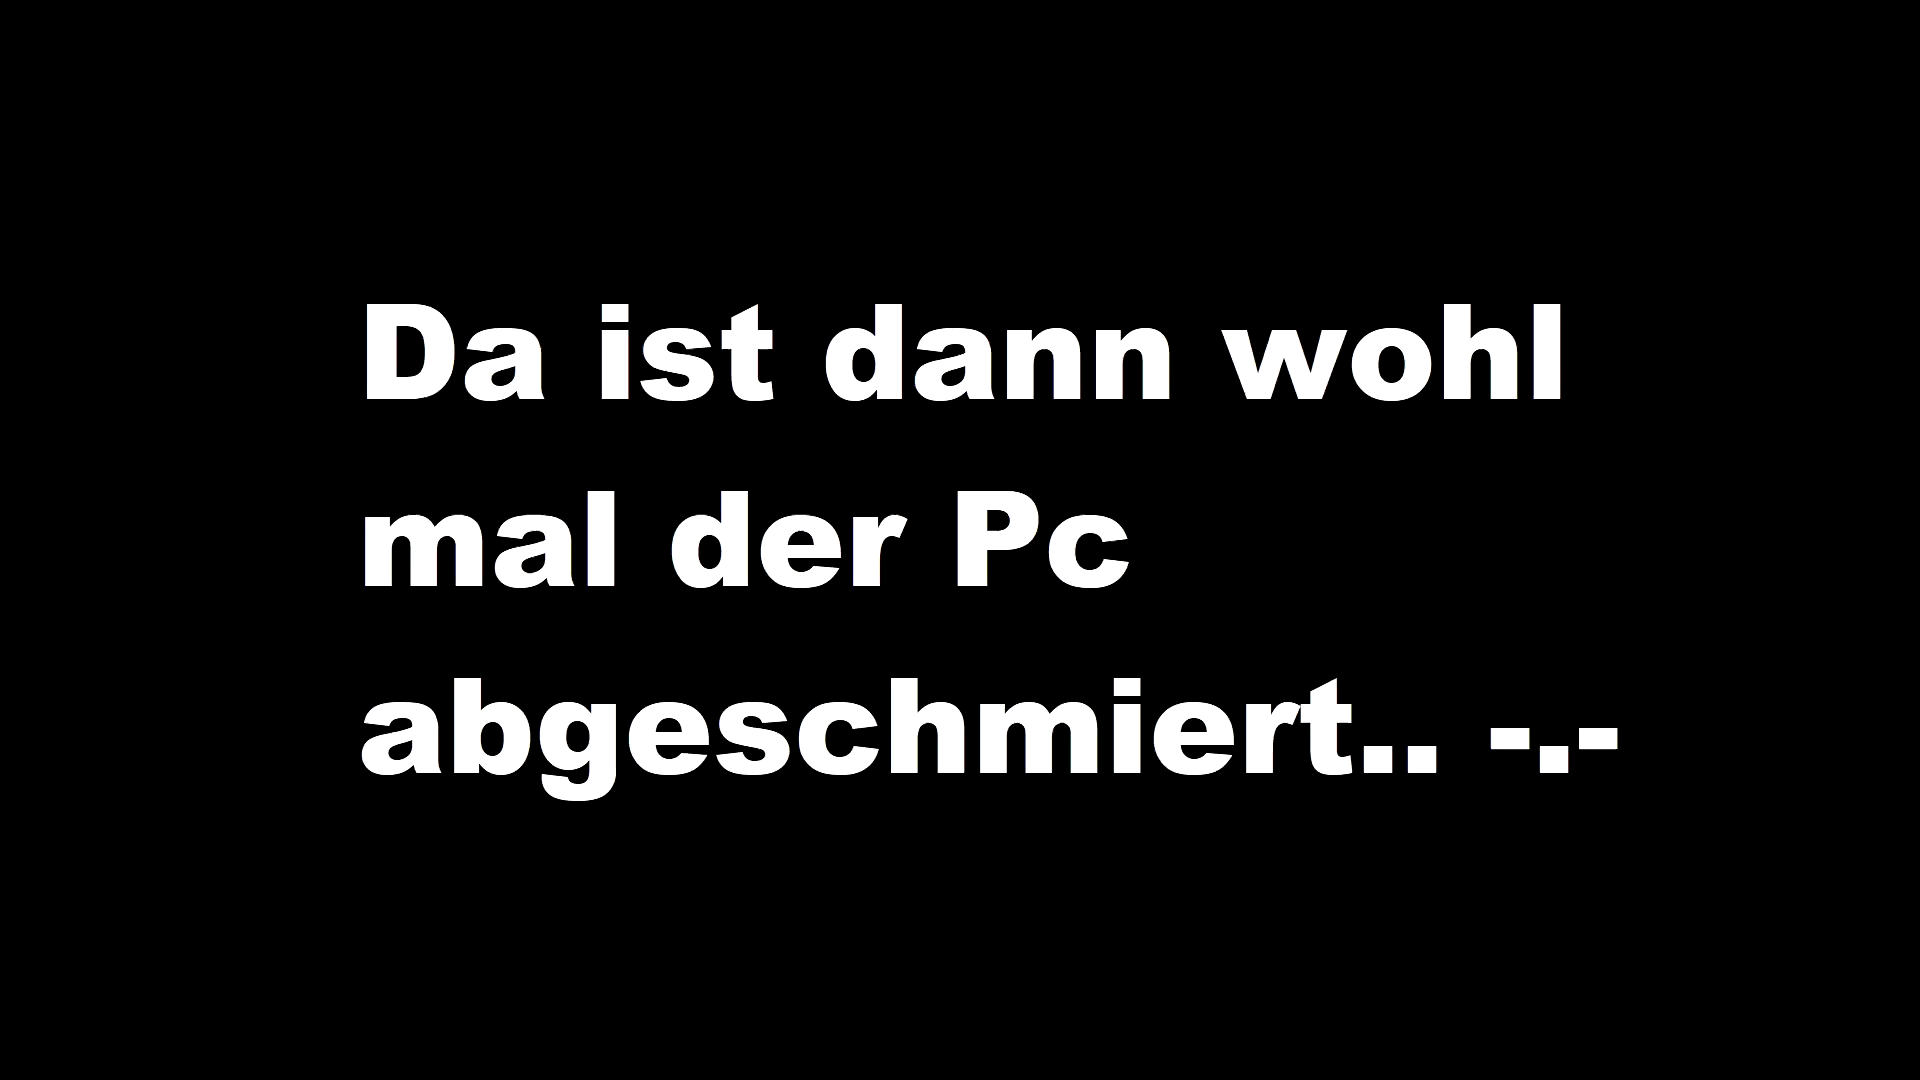 Da ist dann wohl
mal der Pc
abgeschmiert.. -.-